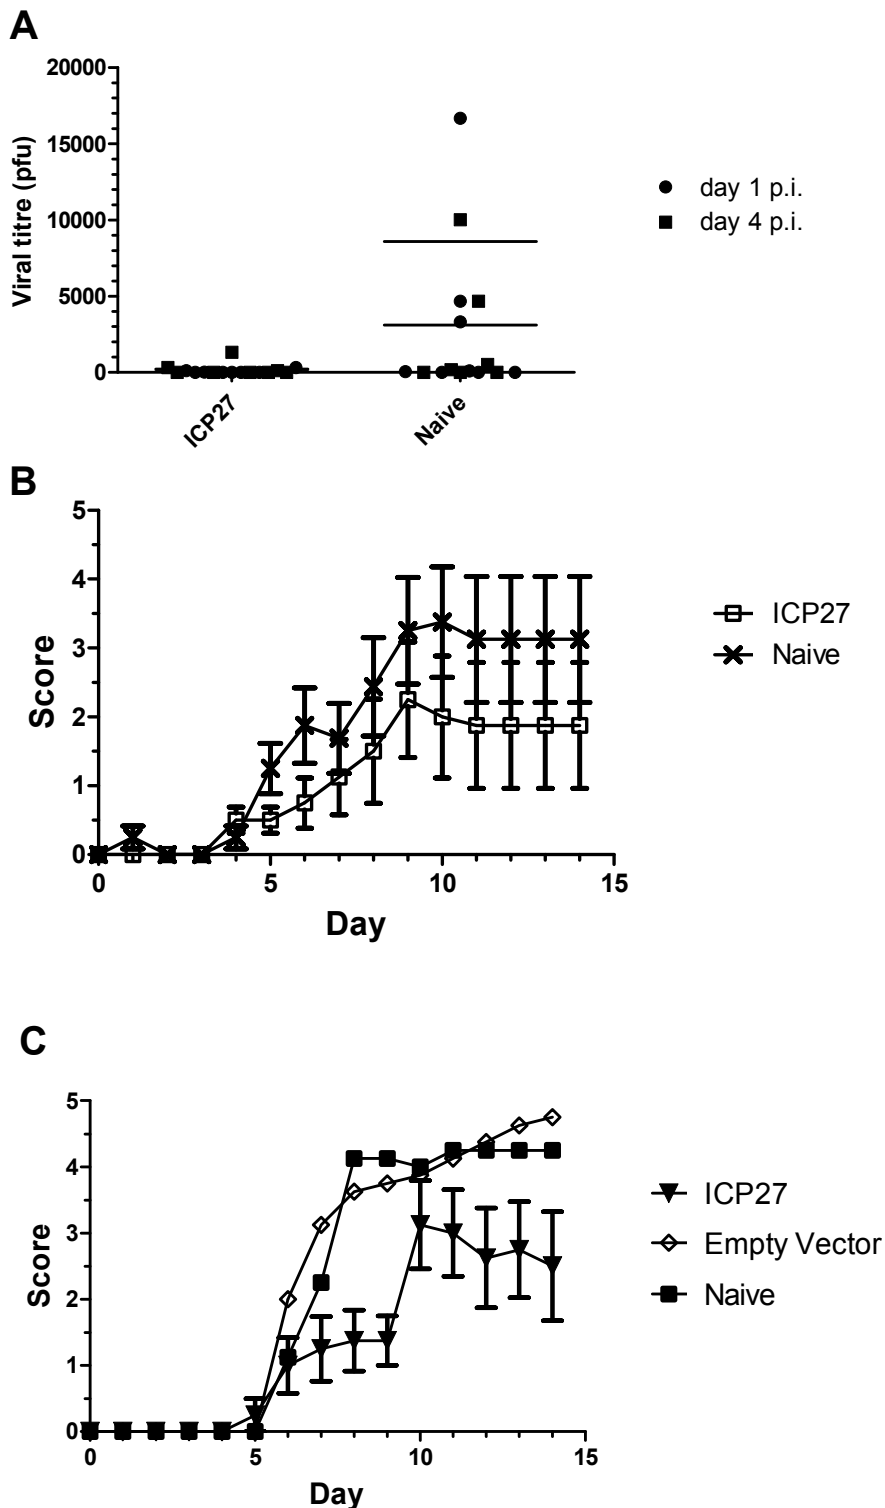 A
20000
15000
10000
5000
0
Viral titre (pfu)
ICP27
Naive
day 1 p.i.
day 4 p.i.
B
5
4
3
2
1
0
Score
0 5 10 15
Day
ICP27
Naive
C
5
4
3
2
1
0
Score
0 5 10 15
Day
ICP27
Empty Vector
Naive